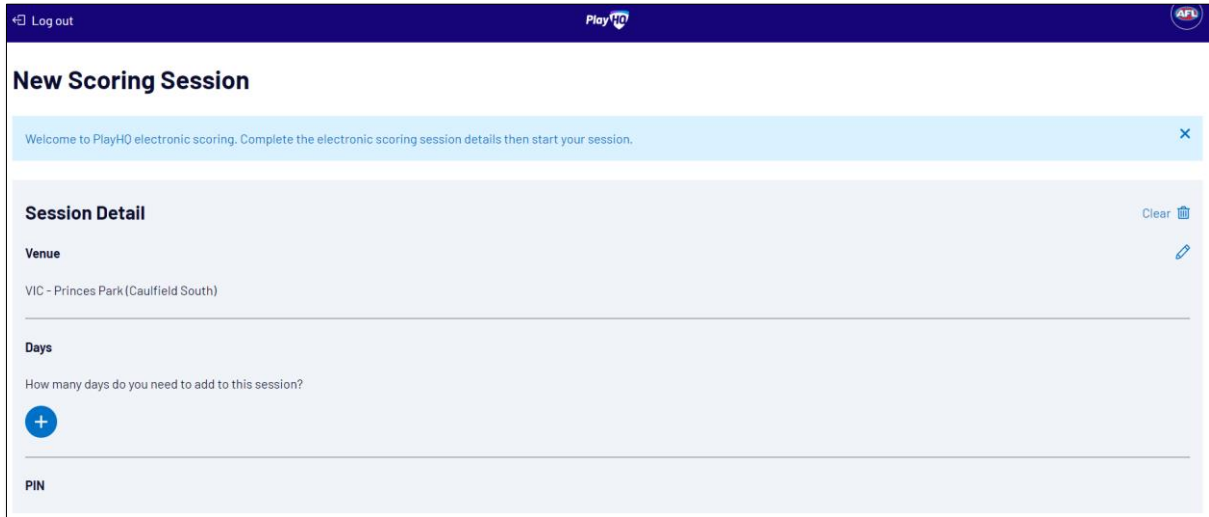 Log out
PlayHQ
AFL
New Scoring Session
Welcome to PlayHQ electronic scoring. Complete the electronic scoring session details then start your session.
Session Detail
Clear
Venue
VIC - Princes Park (Caulfield South)
Days
How many days do you need to add to this session?
PIN